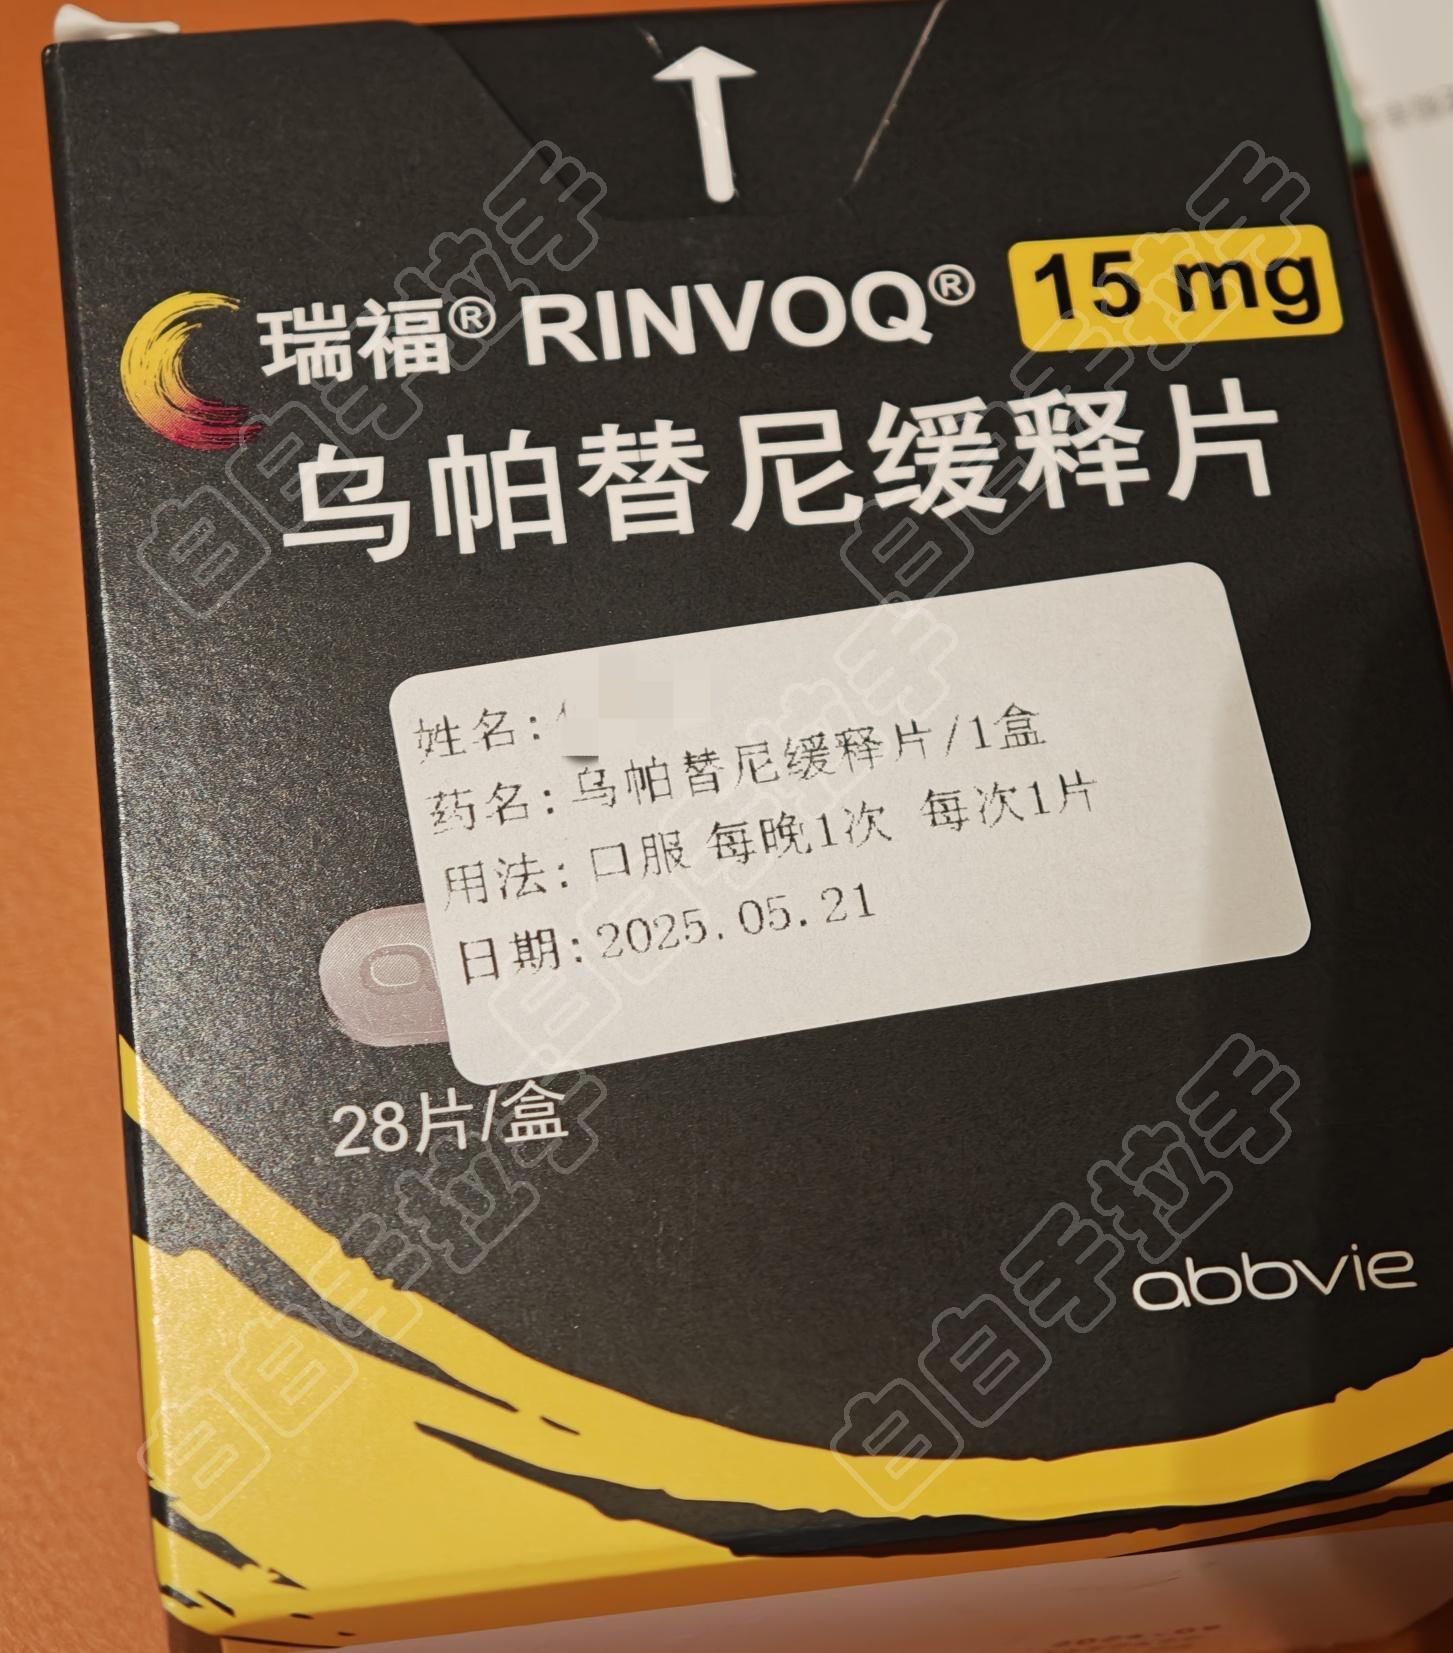 瑞福® RINVOQ® 15 mg
乌帕替尼缓释片
姓名:
药名:乌帕替尼缓释片/1盒
用法:口服 每晚1次 每次1片
日期:2025.05.21
28片/盒
abbvie